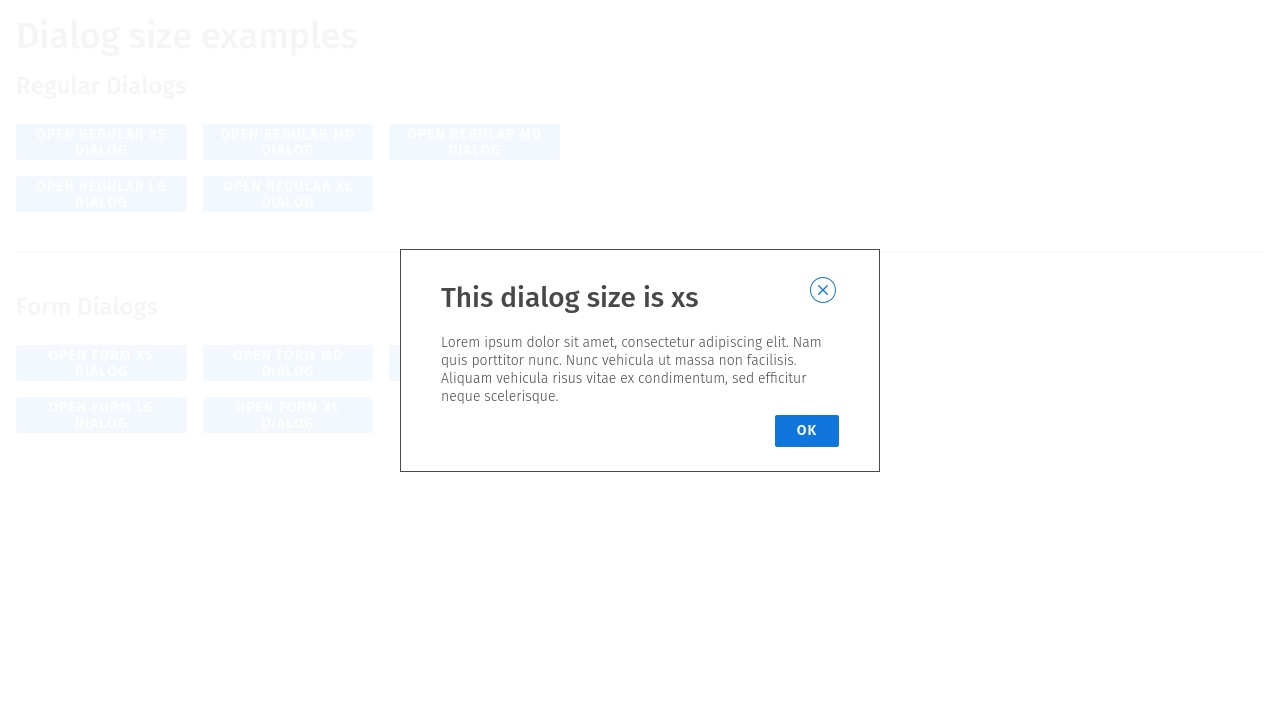 Dialog size examples
Regular Dialogs
OPEN REGULAR XS
DIALOG
OPEN REGULAR MD
DIALOG
OPEN REGULAR MD
DIALOG
OPEN REGULAR LG
DIALOG
OPEN REGULAR XL
DIALOG
Form Dialogs
OPEN FORM XS
DIALOG
OPEN FORM MD
DIALOG
OPEN FORM LG
DIALOG
OPEN FORM XL
DIALOG
This dialog size is xs
Lorem ipsum dolor sit amet, consectetur adipiscing elit. Nam
quis porttitor nunc. Nunc vehicula ut massa non facilisis.
Aliquam vehicula risus vitae ex condimentum, sed efficitur
neque scelerisque.
OK